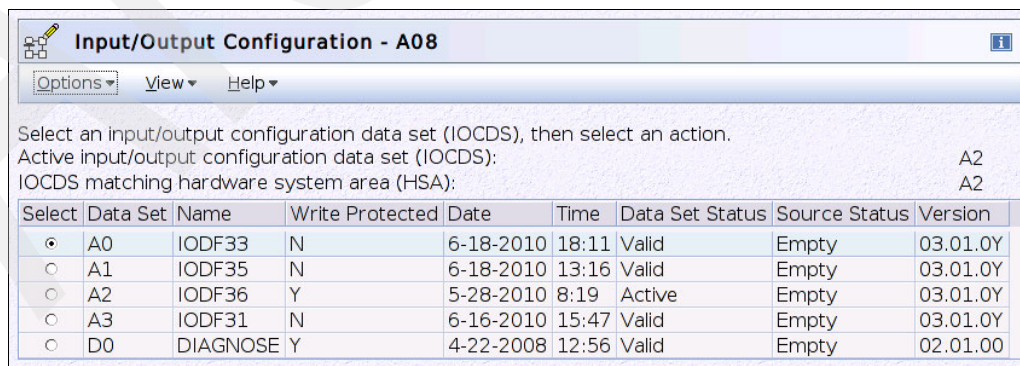 Input/Output Configuration - A08
Options View Help
Select an input/output configuration data set (IOCDS), then select an action.
Active input/output configuration data set (IOCDS): A2
IOCDS matching hardware system area (HSA): A2
Select Data Set Name Write Protected Date Time Data Set Status Source Status Version
A0 IODF33 N 6-18-2010 18:11 Valid Empty 03.01.0Y
A1 IODF35 N 6-18-2010 13:16 Valid Empty 03.01.0Y
A2 IODF36 Y 5-28-2010 8:19 Active Empty 03.01.0Y
A3 IODF31 N 6-16-2010 15:47 Valid Empty 03.01.0Y
D0 DIAGNOSE Y 4-22-2008 12:56 Valid Empty 02.01.00